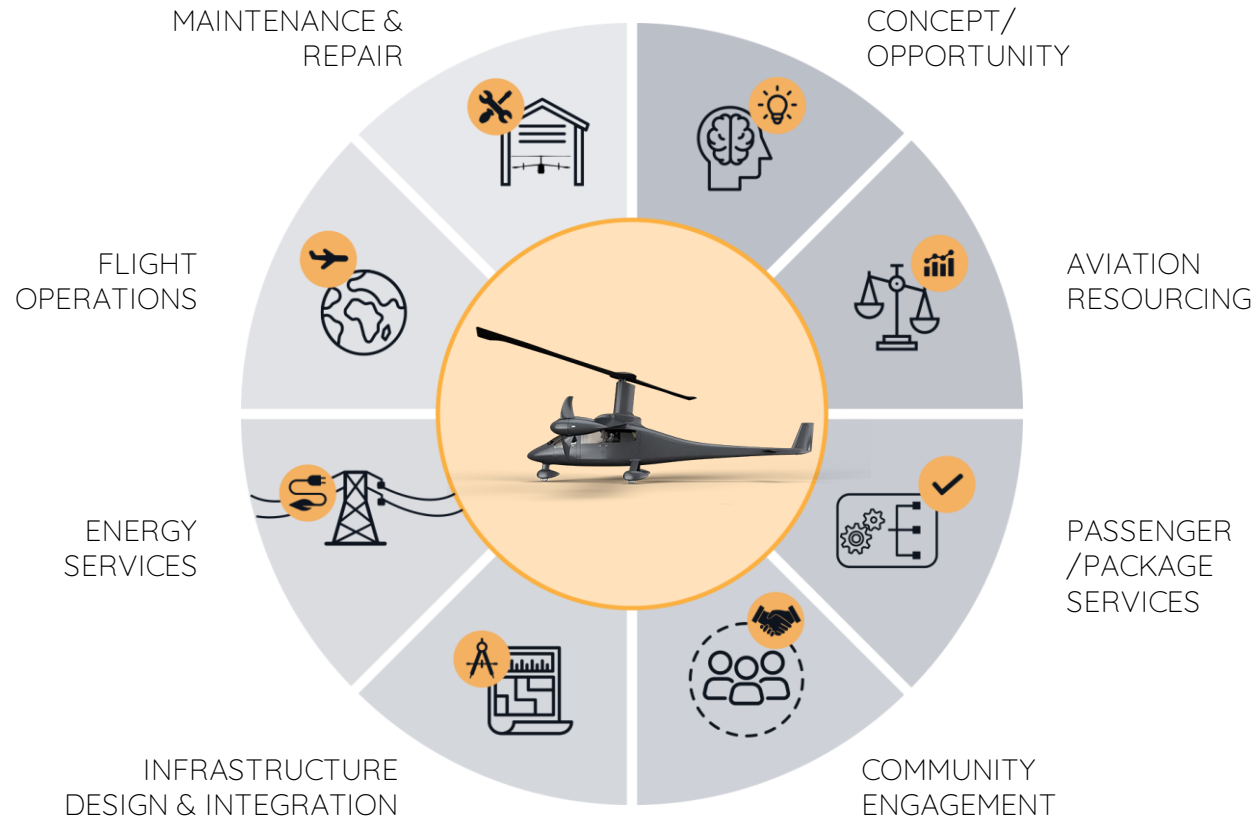 MAINTENANCE &
REPAIR
CONCEPT/
OPPORTUNITY
FLIGHT
OPERATIONS
AVIATION
RESOURCING
ENERGY
SERVICES
PASSENGER
/PACKAGE
SERVICES
INFRASTRUCTURE
DESIGN & INTEGRATION
COMMUNITY
ENGAGEMENT